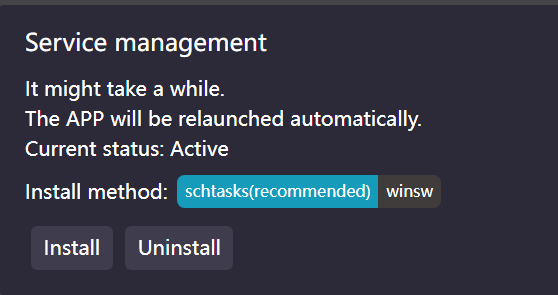 Service management
It might take a while.
The APP will be relaunched automatically.
Current status: Active
Install method: schtasks(recommended) winsw
Install Uninstall